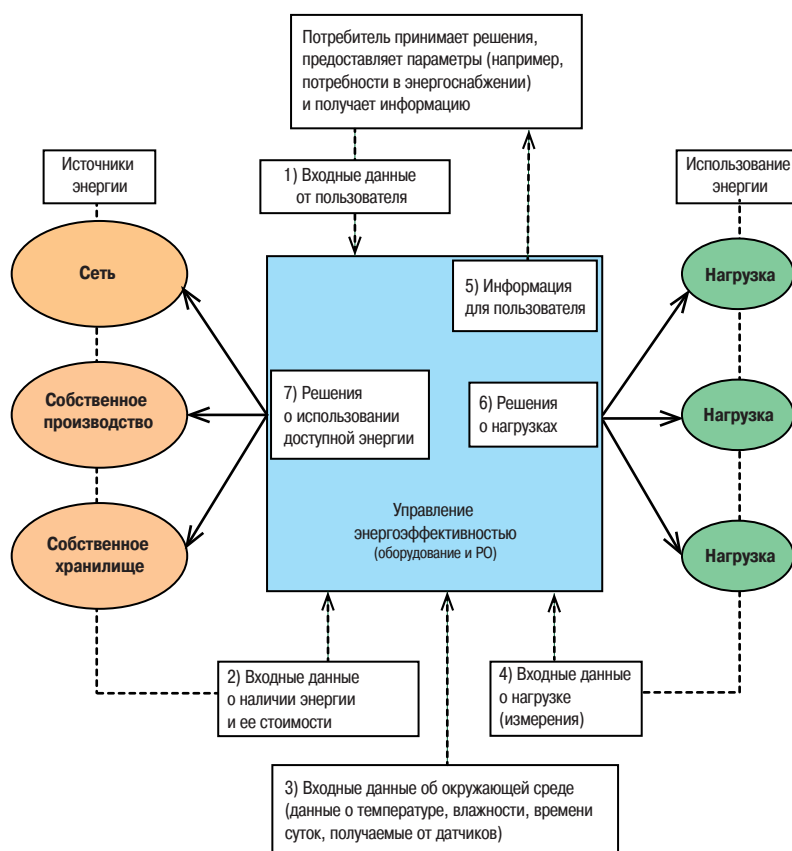 Потребитель принимает решения,
предоставляет параметры (например,
потребности в энергоснабжении)
и получает информацию
Источники
энергии
1) Входные данные
от пользователя
Использование
энергии
Сеть
5) Информация
для пользователя
Нагрузка
Собственное
производство
7) Решения
о использовании
доступной энергии
6) Решения
о нагрузках
Нагрузка
Управление
энергоэффективностью
(оборудование и РО)
Собственное
хранилище
Нагрузка
2) Входные данные
о наличии энергии
и ее стоимости
4) Входные данные
о нагрузке
(измерения)
3) Входные данные об окружающей среде
(данные о температуре, влажности, времени
суток, получаемые от датчиков)